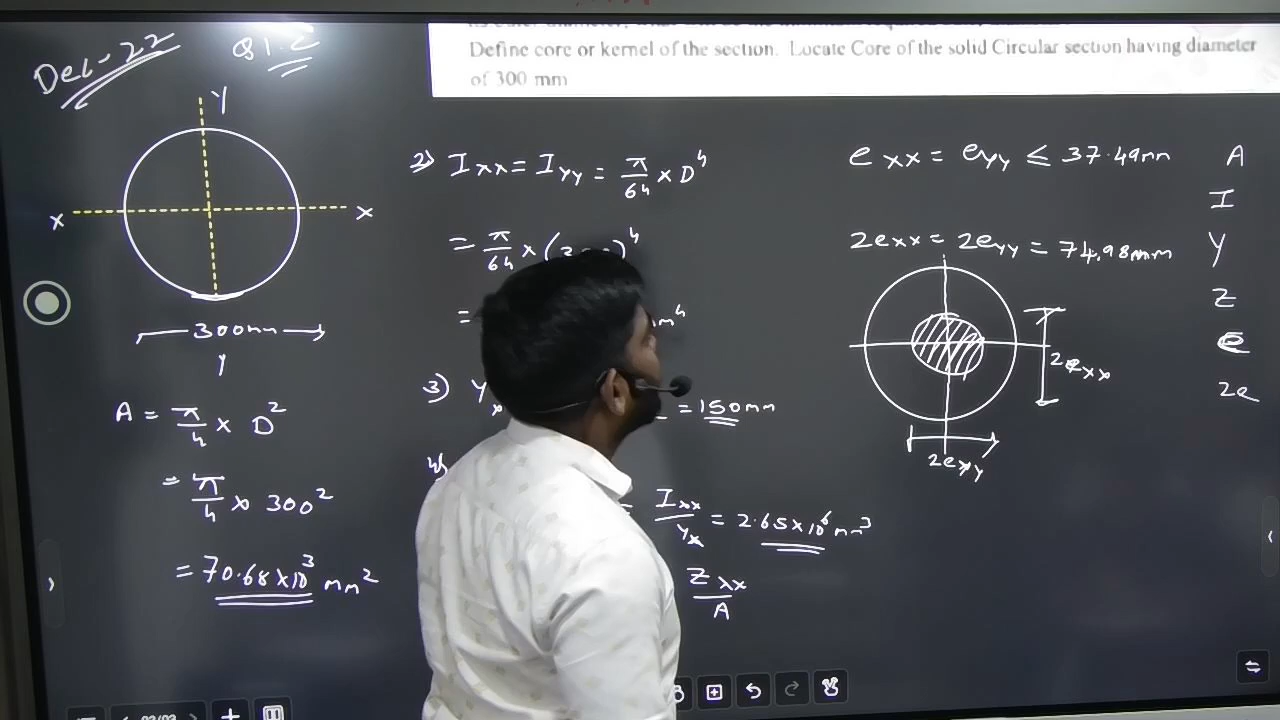 Dec-22 Q1.C
Define core or kernel of the section. Locate Core of the solid Circular section having diameter
of 300 mm
Y
X X
300mm
Y
A = π/4 × D²
= π/4 × 300²
= 70.68×10³ mm²
2) Ixx = Iyy = π/64 × D⁴
= π/64 × (
=
3) Y
= 150mm
4)
Ixx/Yx = 2.65×10⁶ mm³
Zxx/A
exx = eyy ≤ 37.49mm
2exx = 2eyy = 74.98mm
2exx
2eyy
A
I
Y
Z
e
2e